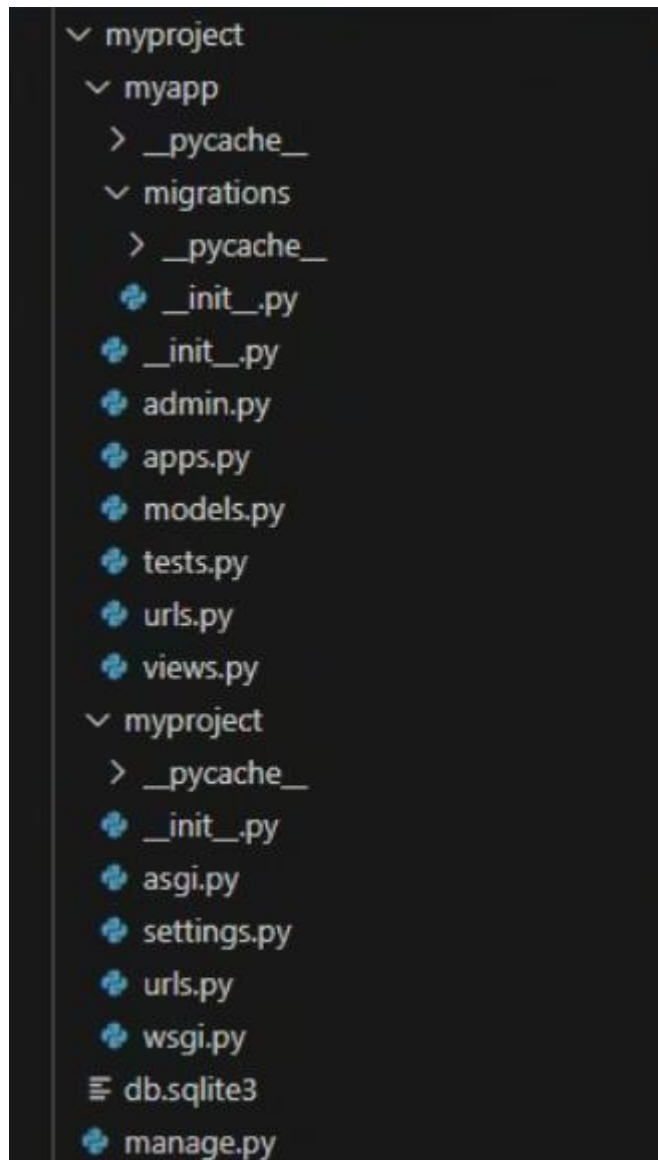 myproject
myapp
__pycache__
migrations
__pycache__
__init__.py
__init__.py
admin.py
apps.py
models.py
tests.py
urls.py
views.py
myproject
__pycache__
__init__.py
asgi.py
settings.py
urls.py
wsgi.py
db.sqlite3
manage.py